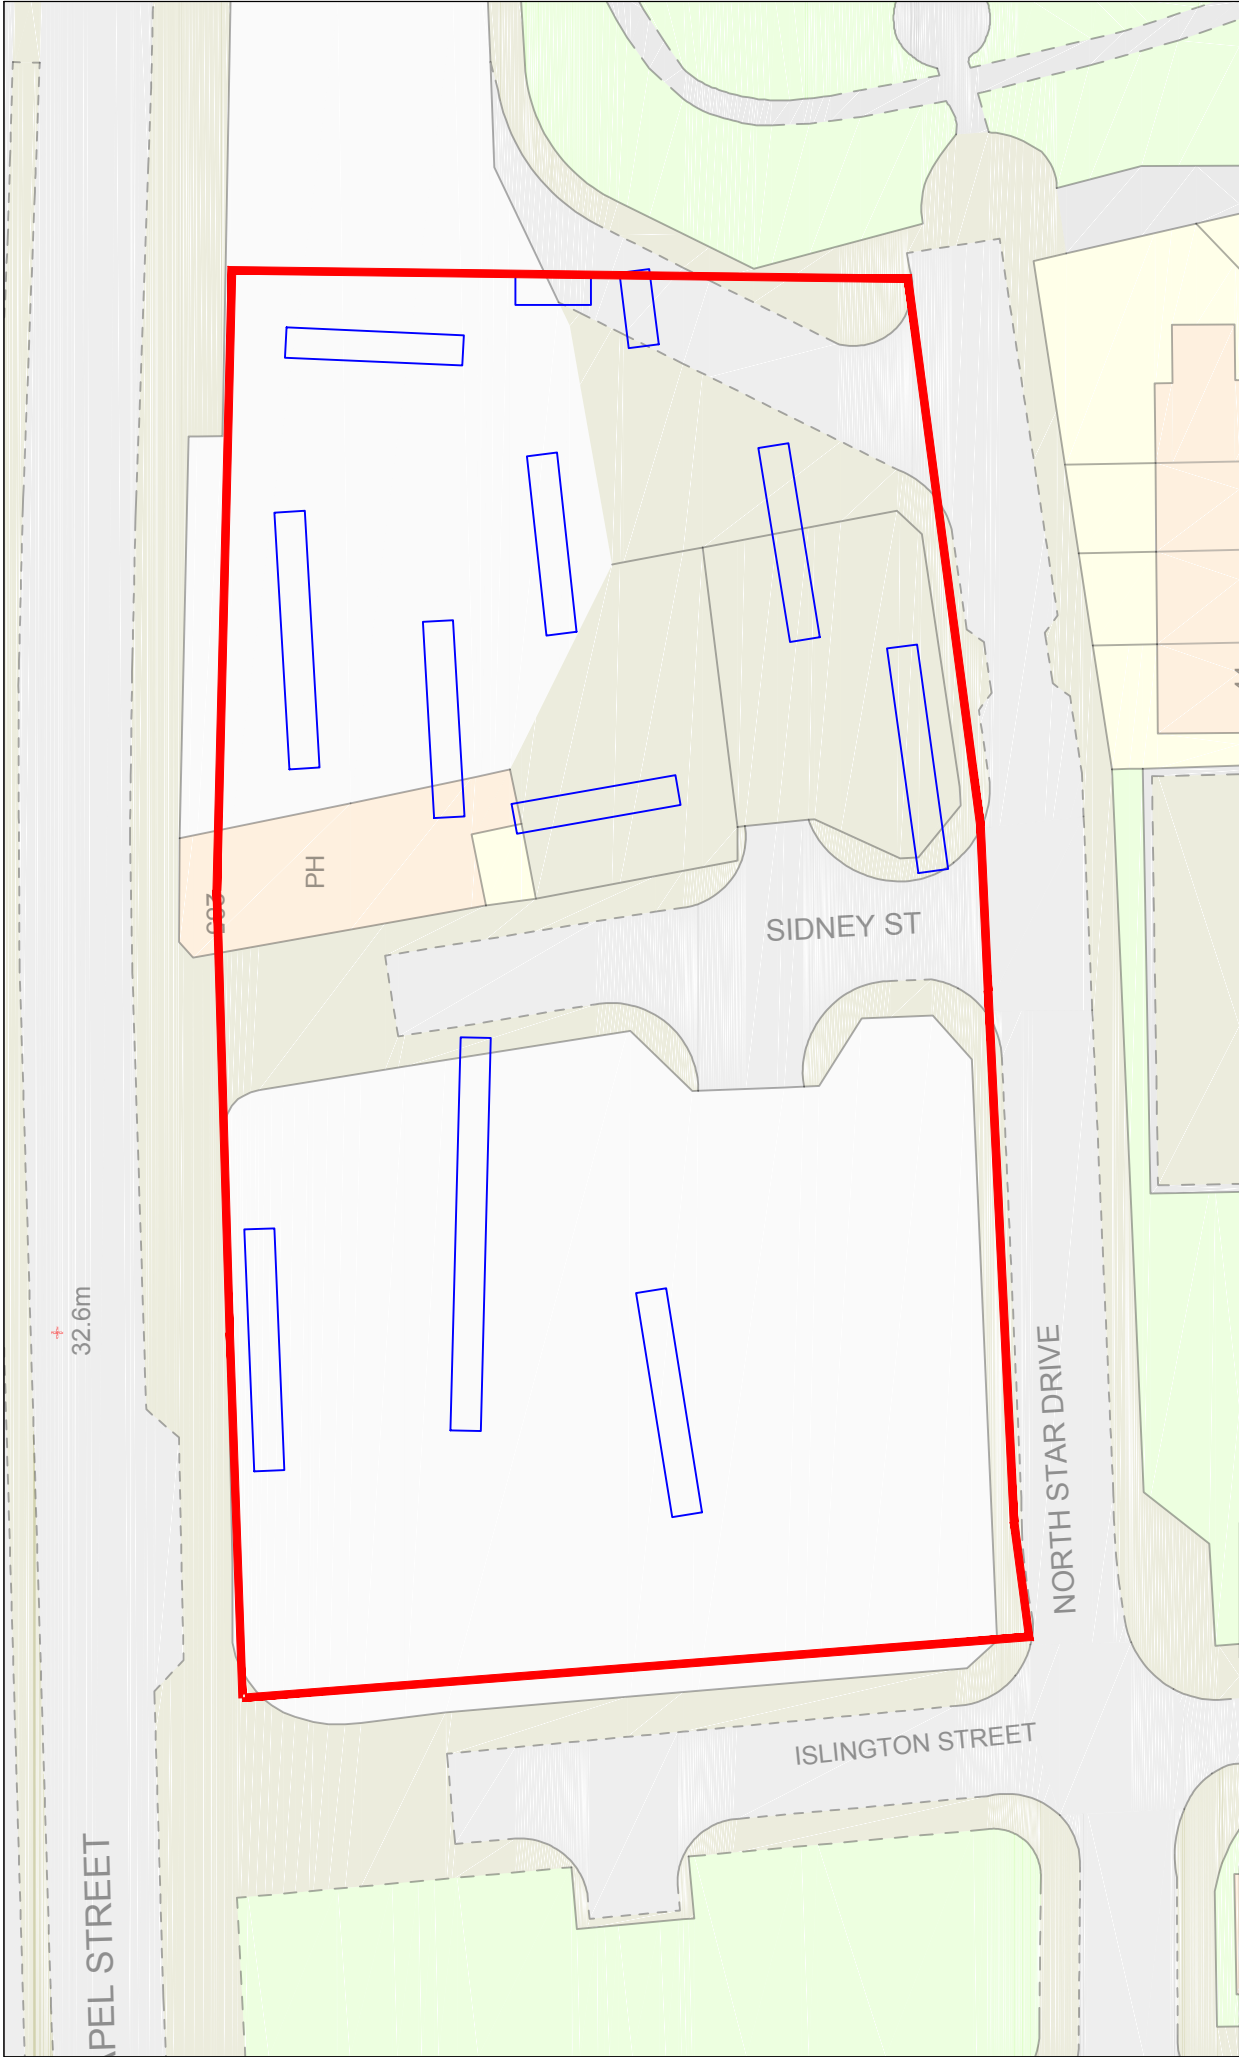 PH
SIDNEY ST
32.6m
NORTH STAR DRIVE
ISLINGTON STREET
APEL STREET